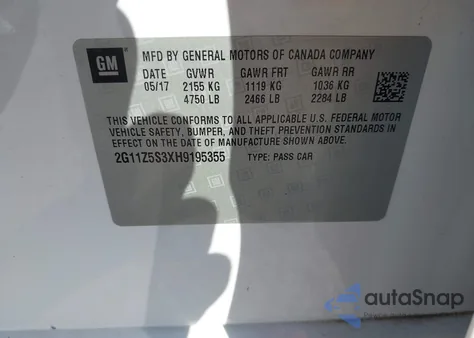 GM
MFD BY GENERAL MOTORS OF CANADA COMPANY
DATE GVWR GAWR FRT GAWR RR
05/17 2155 KG 1119 KG 1036 KG
4750 LB 2466 LB 2284 LB
THIS VEHICLE CONFORMS TO ALL APPLICABLE U.S. FEDERAL MOTOR
VEHICLE SAFETY, BUMPER, AND THEFT PREVENTION STANDARDS IN
EFFECT ON THE DATE OF MANUFACTURE SHOWN ABOVE.
2G11Z5S3XH9195355 TYPE: PASS CAR
autoSnap